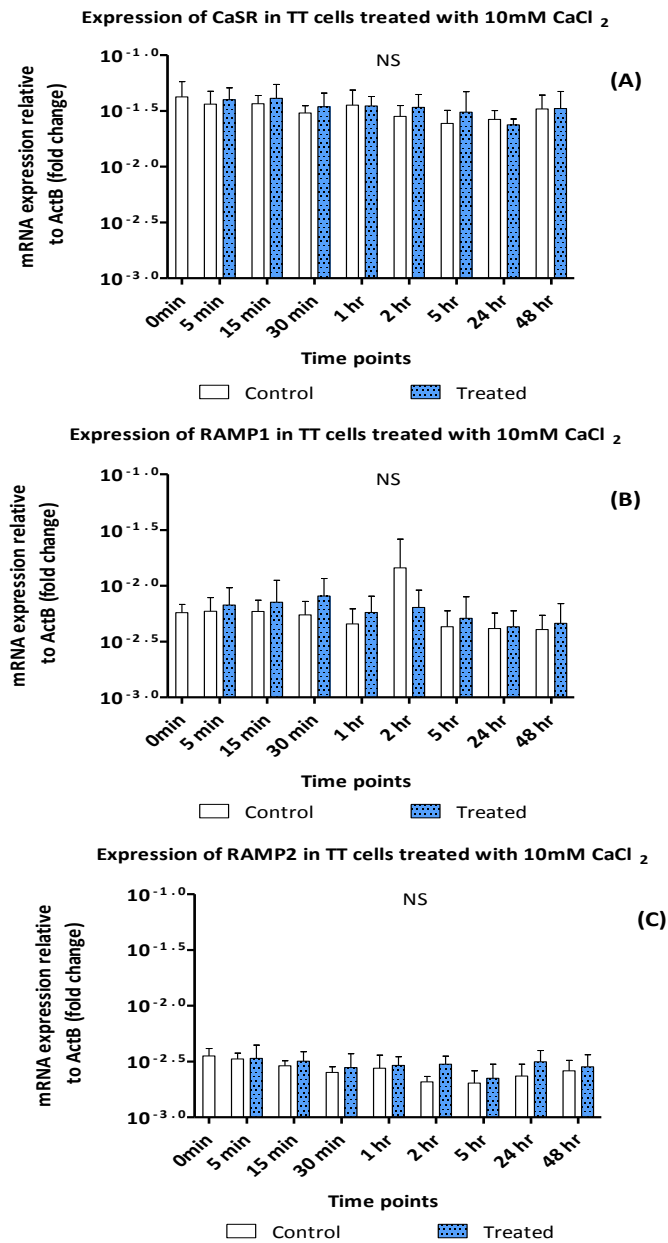 Expression of CaSR in TT cells treated with 10mM CaCl 2
NS
(A)
mRNA expression relative
to ActB (fold change)
10-1.0
10-1.5
10-2.0
10-2.5
10-3.0
0min
5 min
15 min
30 min
1 hr
2 hr
5 hr
24 hr
48 hr
Time points
Control
Treated
Expression of RAMP1 in TT cells treated with 10mM CaCl 2
NS
(B)
mRNA expression relative
to ActB (fold change)
10-1.0
10-1.5
10-2.0
10-2.5
10-3.0
0min
5 min
15 min
30 min
1 hr
2 hr
5 hr
24 hr
48 hr
Time points
Control
Treated
Expression of RAMP2 in TT cells treated with 10mM CaCl 2
NS
(C)
mRNA expression relative
to ActB (fold change)
10-1.0
10-1.5
10-2.0
10-2.5
10-3.0
0min
5 min
15 min
30 min
1 hr
2 hr
5 hr
24 hr
48 hr
Time points
Control
Treated